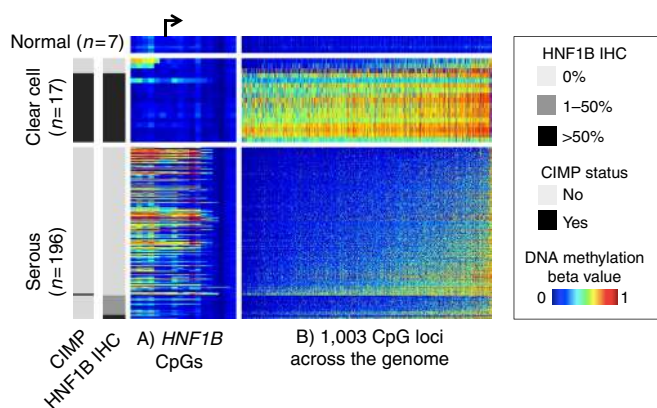 Normal (n=7)
Clear cell
(n=17)
Serous
(n=196)
CIMP
HNF1B IHC
A) HNF1B
CpGs
B) 1,003 CpG loci
across the genome
HNF1B IHC
0%
1–50%
>50%
CIMP status
No
Yes
DNA methylation
beta value
0
1